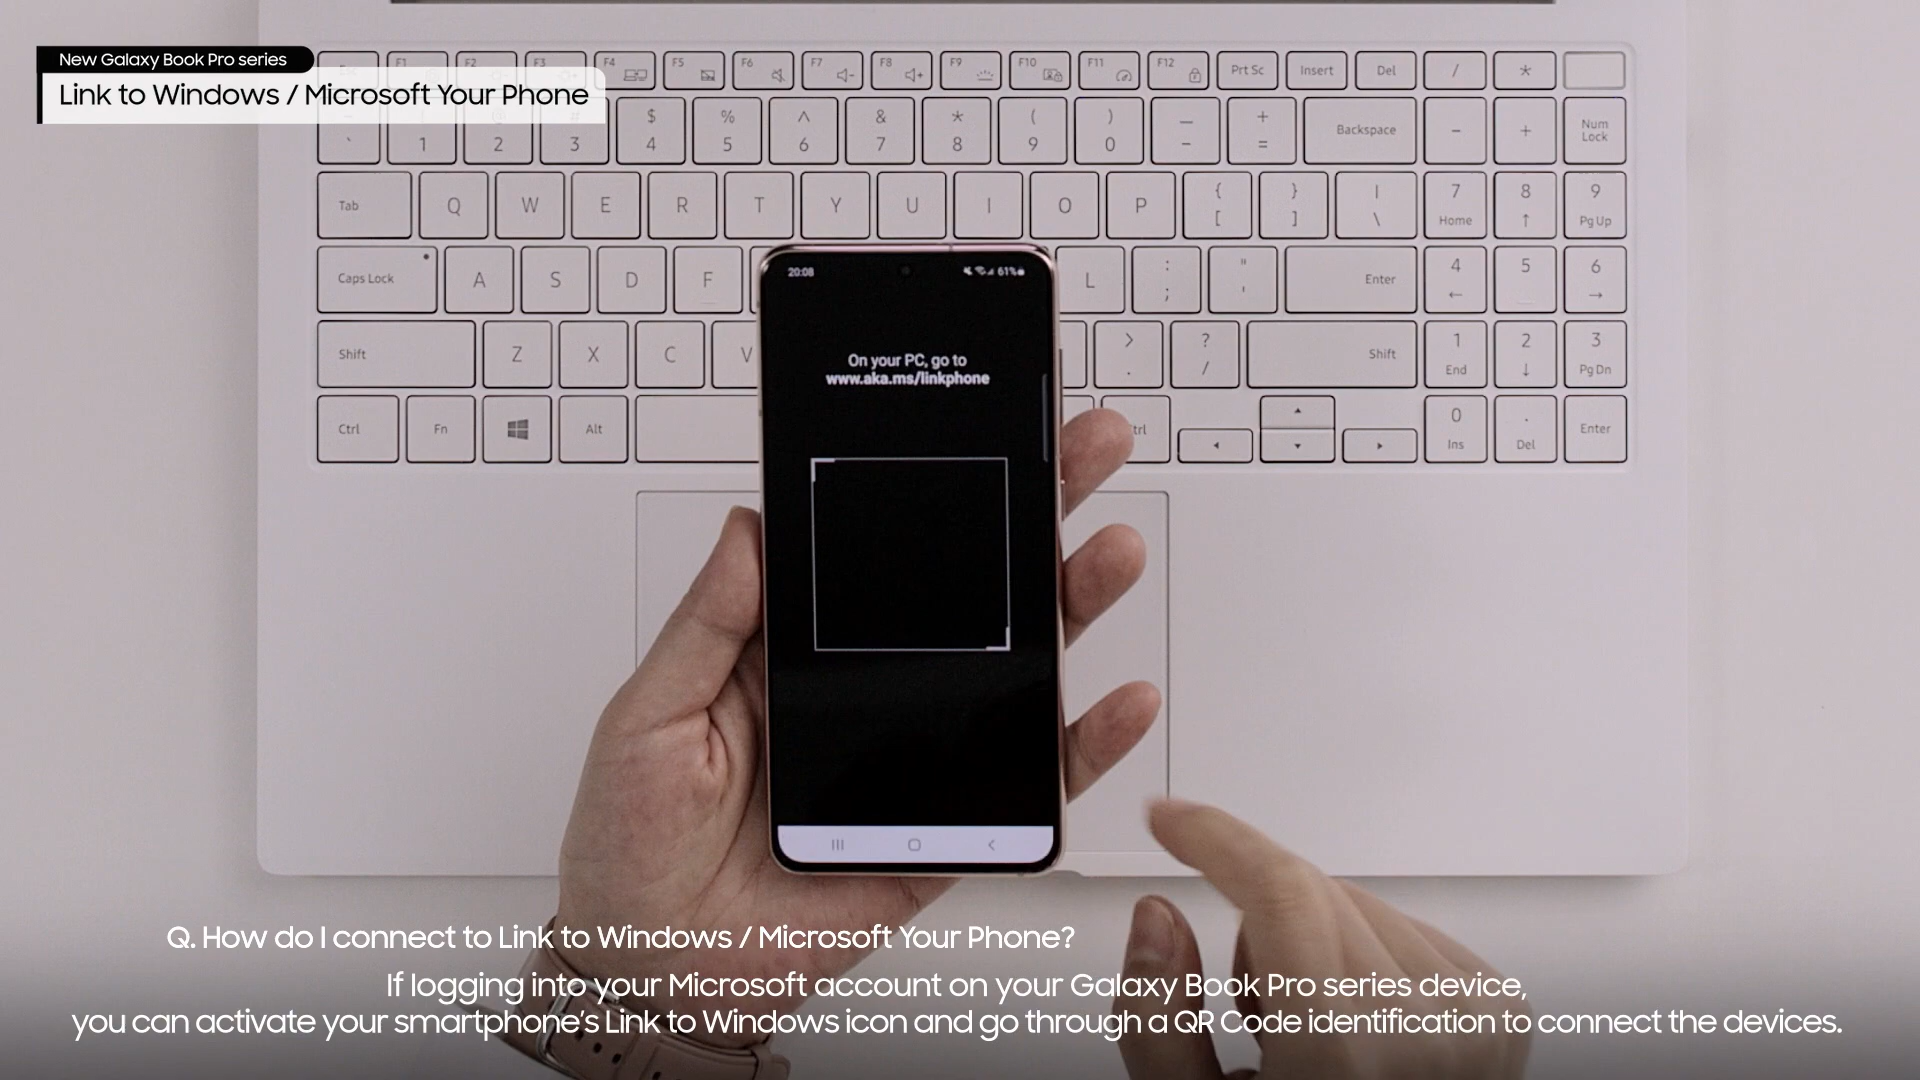 New Galaxy Book Pro series
Link to Windows / Microsoft Your Phone
F1 F2 F3 F4 F5 F6 F7 F8 F9 F10 F11 F12 Prt Sc Insert Del / *
` 1 2 3 $ 4 % 5 ^ 6 & 7 * 8 ( 9 ) 0 — - + = Backspace - + Num Lock
Tab Q W E R T Y U I O P { [ } ] | \ 7 Home 8 ↑ 9 Pg Up
Caps Lock A S D F L : ; " ' Enter 4 ← 5 6 →
Shift Z X C V > . ? / Shift 1 End 2 ↓ 3 Pg Dn
Ctrl Fn Alt trl 0 Ins . Del Enter
20:08 61%
On your PC, go to
www.aka.ms/linkphone
Q. How do I connect to Link to Windows / Microsoft Your Phone?
If logging into your Microsoft account on your Galaxy Book Pro series device,
you can activate your smartphone's Link to Windows icon and go through a QR Code identification to connect the devices.